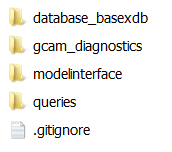 database_basexdb
gcam_diagnostics
modelinterface
queries
.gitignore